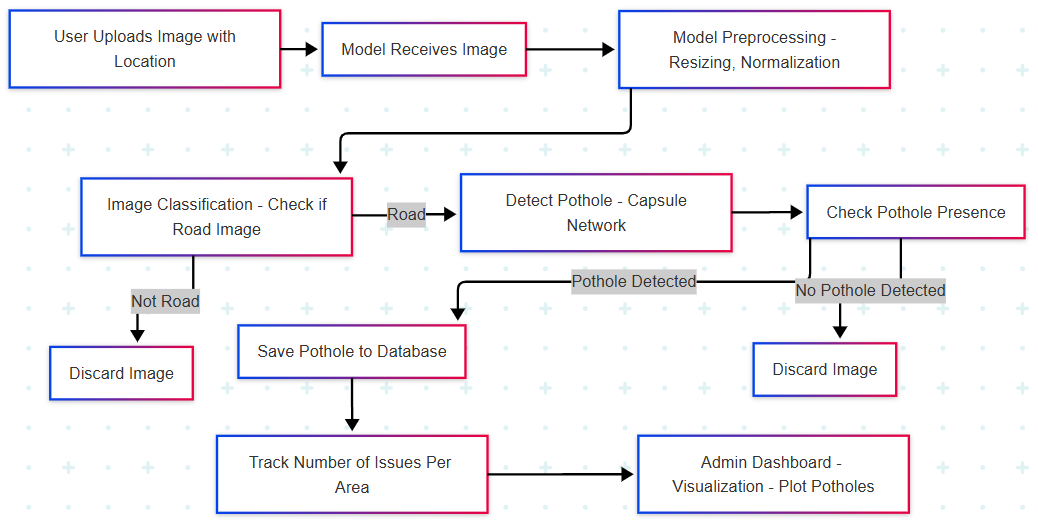 User Uploads Image with
Location
Model Receives Image
Model Preprocessing -
Resizing, Normalization
Image Classification - Check if
Road Image
Road
Detect Pothole - Capsule
Network
Check Pothole Presence
Not Road
Pothole Detected
No Pothole Detected
Discard Image
Save Pothole to Database
Discard Image
Track Number of Issues Per
Area
Admin Dashboard -
Visualization - Plot Potholes